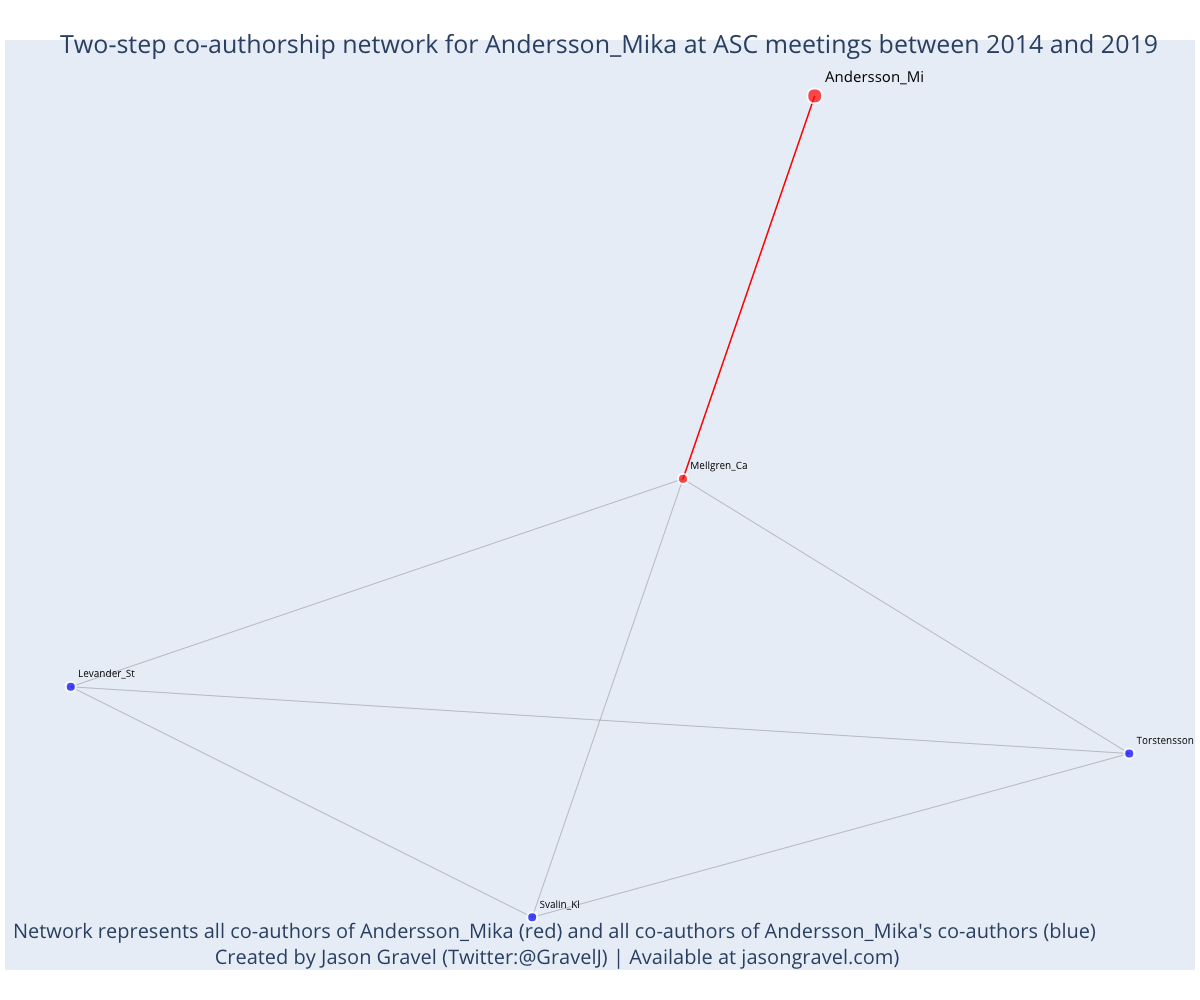 Two-step co-authorship network for Andersson_Mika at ASC meetings between 2014 and 2019
Andersson_Mi
Mellgren_Ca
Levander_St
Torstensson
Svalin_Kl
Network represents all co-authors of Andersson_Mika (red) and all co-authors of Andersson_Mika's co-authors (blue)
Created by Jason Gravel (Twitter:@GravelJ) | Available at jasongravel.com)